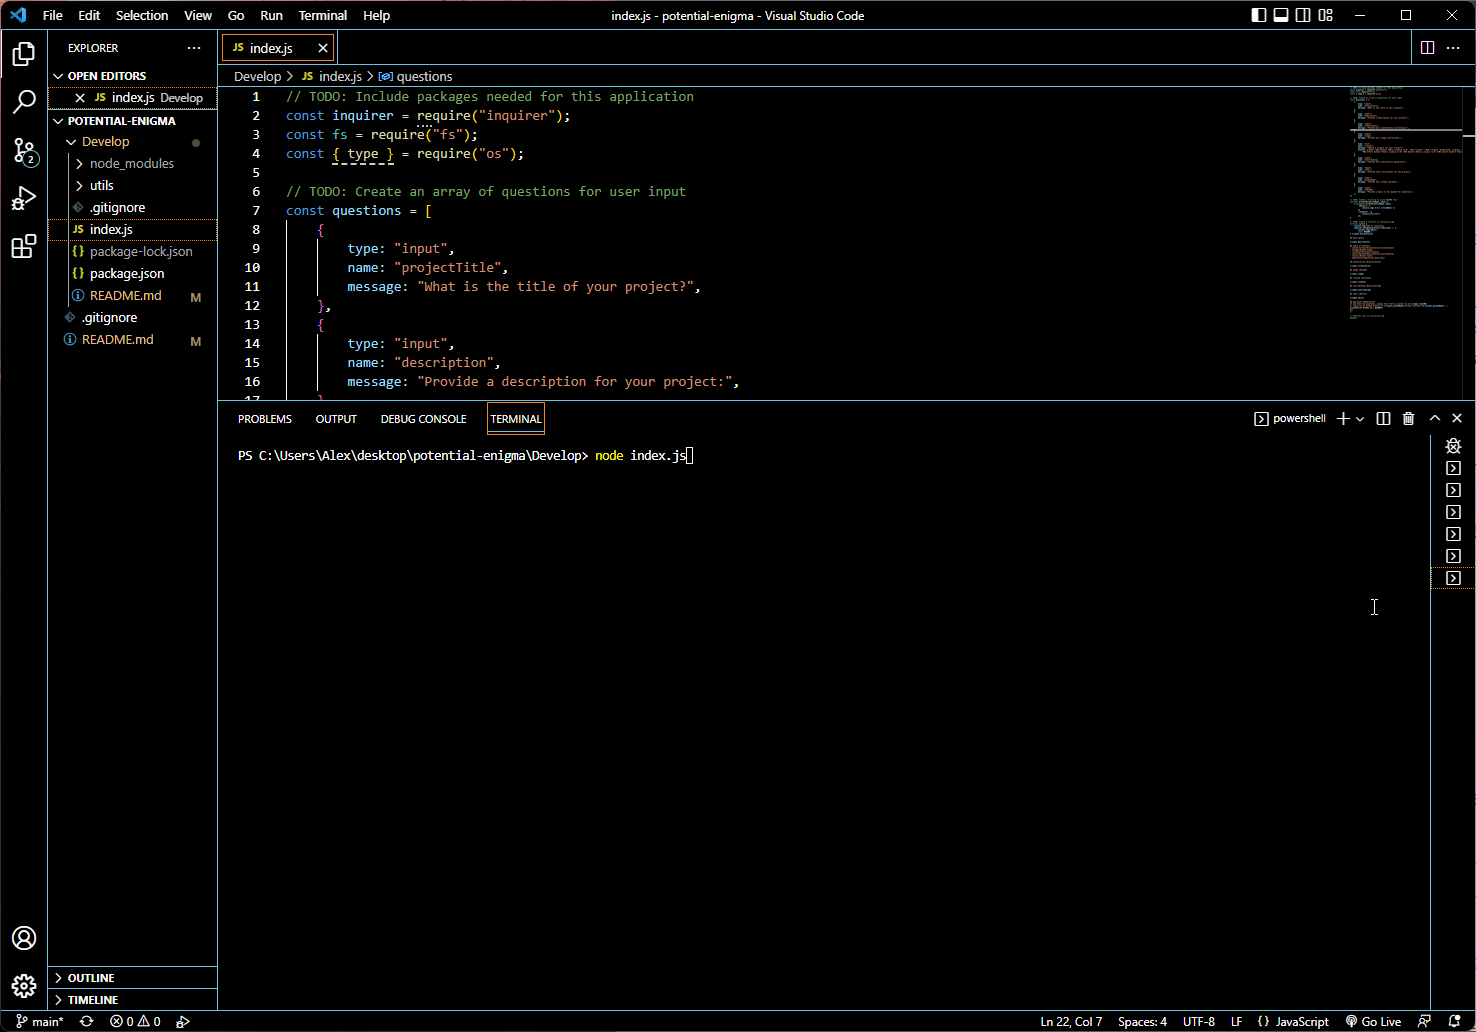 File Edit Selection View Go Run Terminal Help
index.js - potential-enigma - Visual Studio Code
EXPLORER
OPEN EDITORS
JS index.js Develop
POTENTIAL-ENIGMA
Develop
node_modules
utils
.gitignore
JS index.js
{} package-lock.json
{} package.json
README.md M
.gitignore
README.md M
OUTLINE
TIMELINE
2
JS index.js
Develop > JS index.js > questions
1 // TODO: Include packages needed for this application
2 const inquirer = require("inquirer");
3 const fs = require("fs");
4 const { type } = require("os");
5
6 // TODO: Create an array of questions for user input
7 const questions = [
8 {
9 type: "input",
10 name: "projectTitle",
11 message: "What is the title of your project?",
12 },
13 {
14 type: "input",
15 name: "description",
16 message: "Provide a description for your project:",
17 }
PROBLEMS OUTPUT DEBUG CONSOLE TERMINAL
powershell
PS C:\Users\Alex\desktop\potential-enigma\Develop> node index.js
main* 0 0
Ln 22, Col 7 Spaces: 4 UTF-8 LF {} JavaScript Go Live